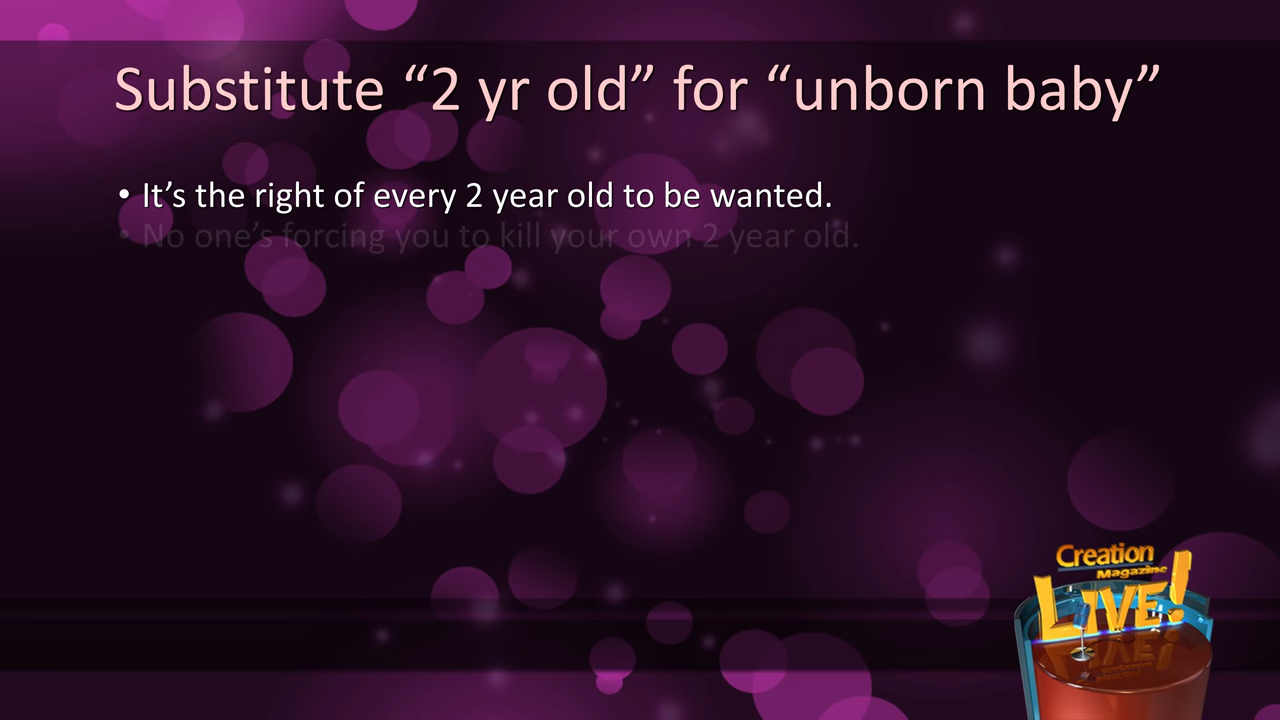 Substitute “2 yr old” for “unborn baby”
• It’s the right of every 2 year old to be wanted.
• No one’s forcing you to kill your own 2 year old.
Creation
Magazine
LIVE!